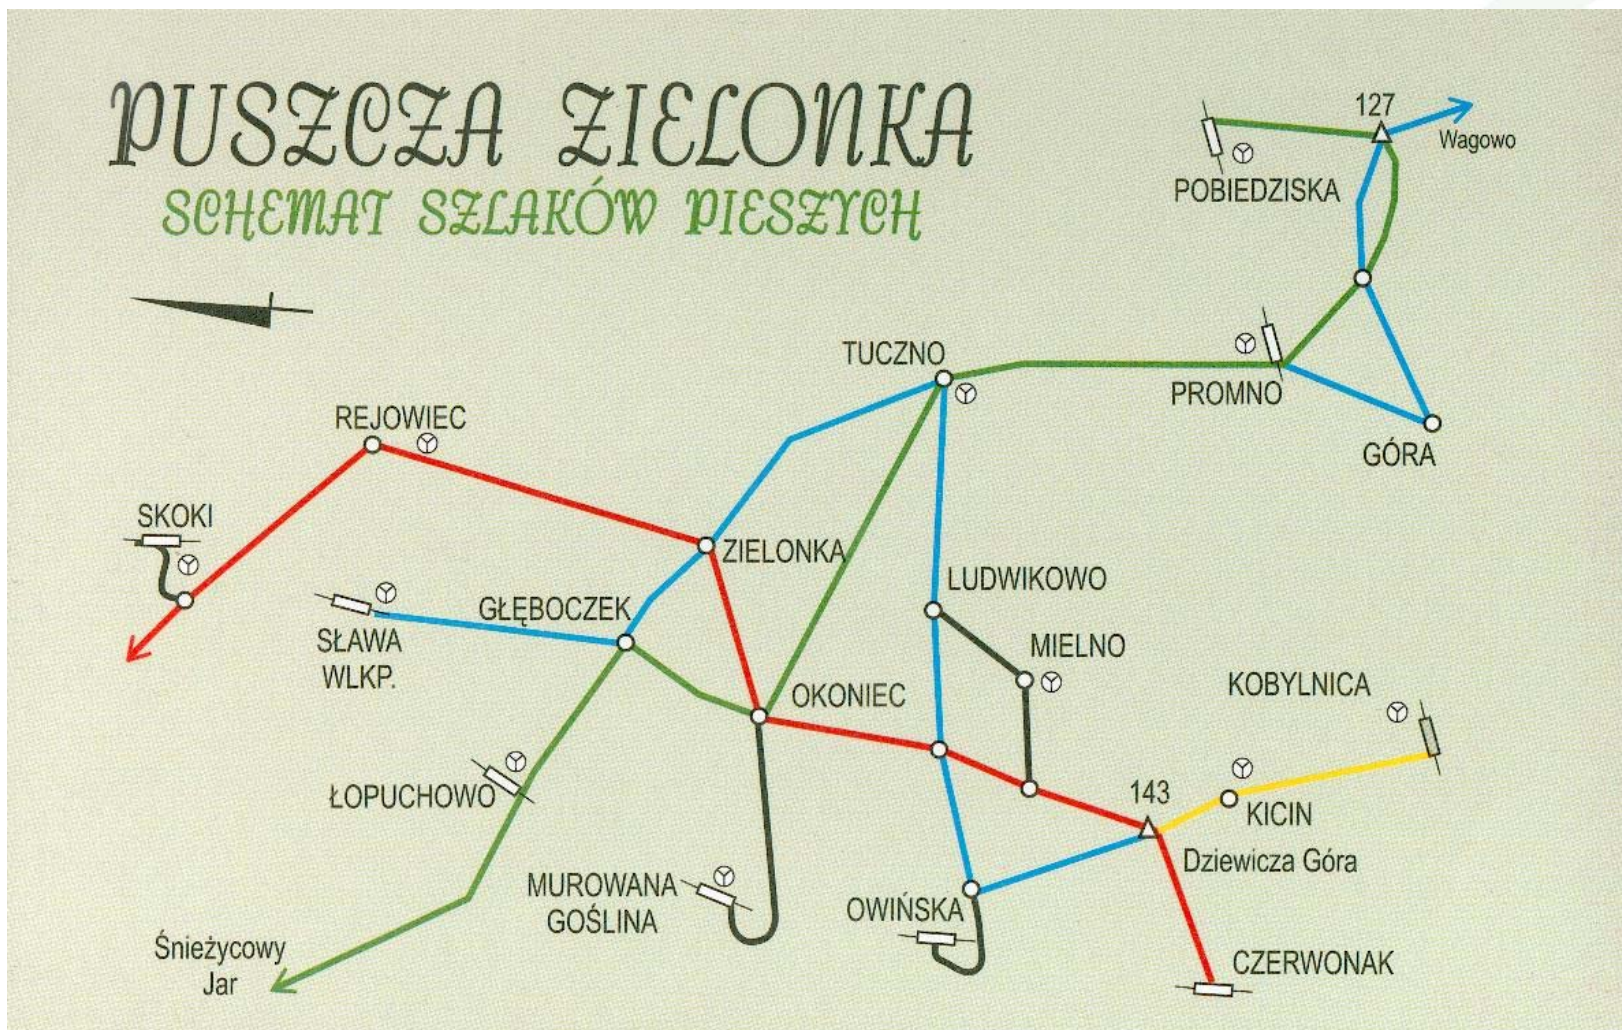 PUSZCZA ZIELONKA
SCHEMAT SZLAKÓW PIESZYCH
127
Wagowo
POBIEDZISKA
TUCZNO
PROMNO
GÓRA
REJOWIEC
SKOKI
ZIELONKA
GŁĘBOCZEK
SŁAWA
WLKP.
LUDWIKOWO
MIELNO
OKONIEC
KOBYLNICA
ŁOPUCHOWO
143
KICIN
Dziewicza Góra
MUROWANA
GOŚLINA
OWIŃSKA
Śnieżycowy
Jar
CZERWONAK